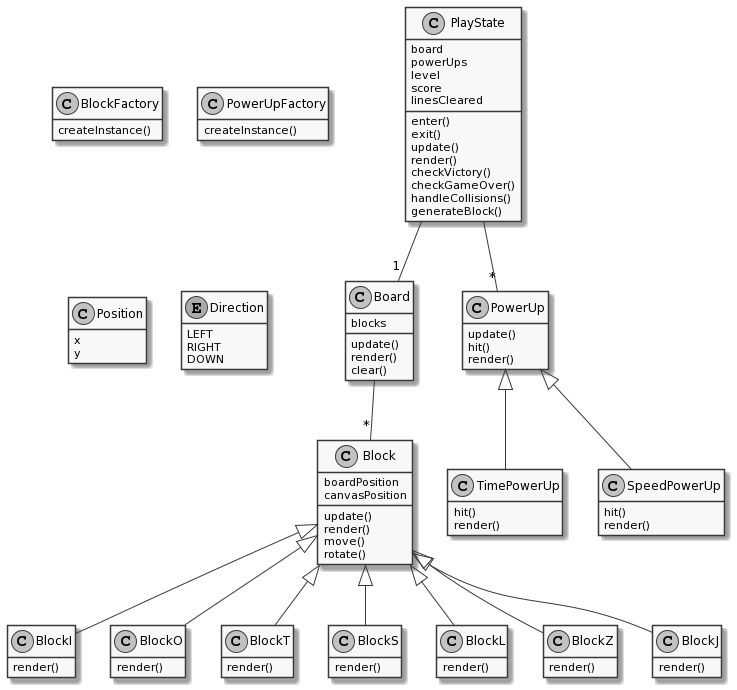 C PlayState
board
powerUps
level
score
linesCleared
enter()
exit()
update()
render()
checkVictory()
checkGameOver()
handleCollisions()
generateBlock()
C BlockFactory
createInstance()
C PowerUpFactory
createInstance()
1
*
C Position
x
y
E Direction
LEFT
RIGHT
DOWN
C Board
blocks
update()
render()
clear()
C PowerUp
update()
hit()
render()
*
C Block
boardPosition
canvasPosition
update()
render()
move()
rotate()
C TimePowerUp
hit()
render()
C SpeedPowerUp
hit()
render()
C BlockI
render()
C BlockO
render()
C BlockT
render()
C BlockS
render()
C BlockL
render()
C BlockZ
render()
C BlockJ
render()